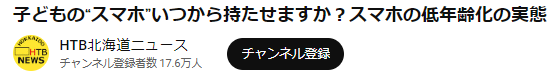 子どもの“スマホ”いつから持たせますか？スマホの低年齢化の実態
HOKKAIDO
HTB
NEWS
HTB北海道ニュース
チャンネル登録者数 17.6万人
チャンネル登録